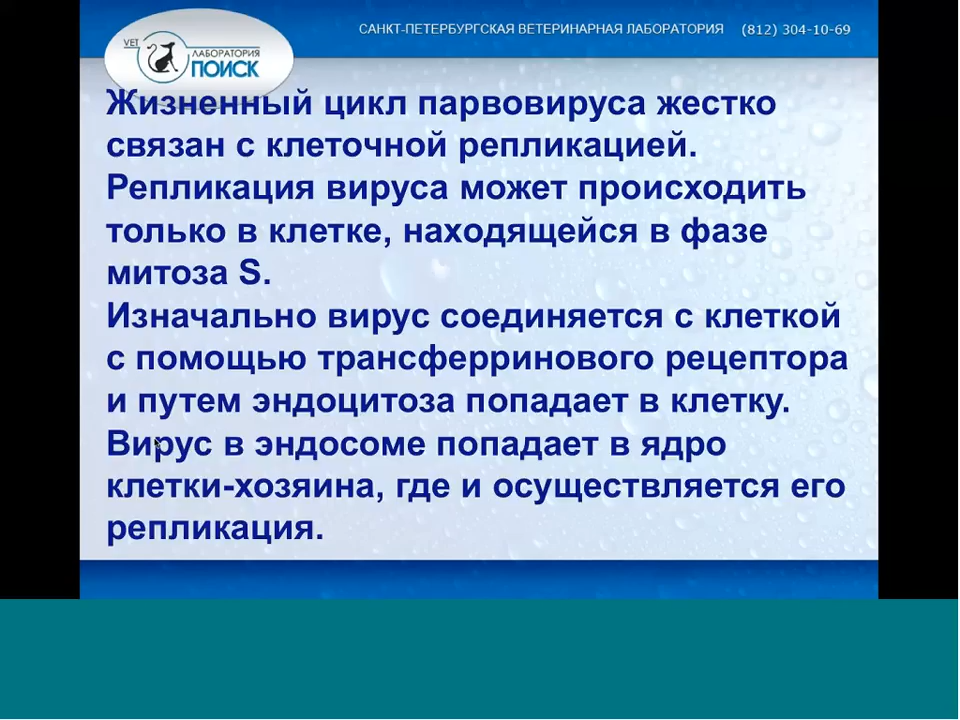 САНКТ-ПЕТЕРБУРГСКАЯ ВЕТЕРИНАРНАЯ ЛАБОРАТОРИЯ (812) 304-10-69
VET
ЛАБОРАТОРИЯ
ПОИСК
Жизненный цикл парвовируса жестко
связан с клеточной репликацией.
Репликация вируса может происходить
только в клетке, находящейся в фазе
митоза S.
Изначально вирус соединяется с клеткой
с помощью трансферринового рецептора
и путем эндоцитоза попадает в клетку.
Вирус в эндосоме попадает в ядро
клетки-хозяина, где и осуществляется его
репликация.